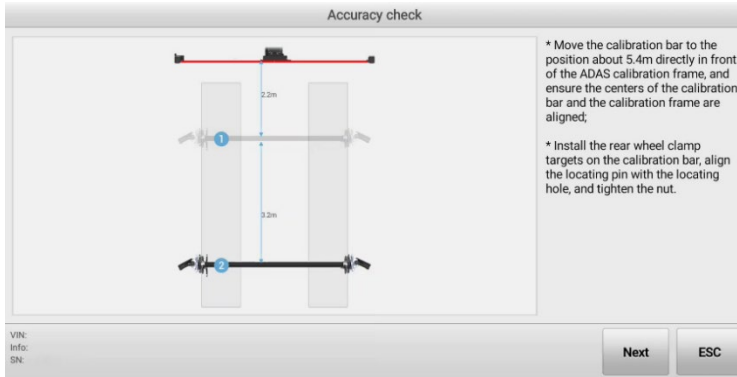 Accuracy check
2.2m
1
3.2m
2
* Move the calibration bar to the
position about 5.4m directly in front
of the ADAS calibration frame, and
ensure the centers of the calibration
bar and the calibration frame are
aligned;
* Install the rear wheel clamp
targets on the calibration bar, align
the locating pin with the locating
hole, and tighten the nut.
VIN:
Info:
SN:
Next
ESC